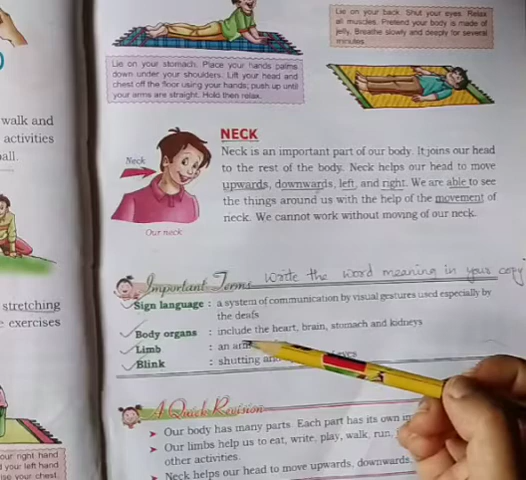 walk and
activities
all.
stretching
exercises
our right hand
your left hand
ise your chest.
Lie on your stomach. Place your hands palms
down under your shoulders. Lift your head and
chest off the floor using your hands; push up until
your arms are straight. Hold then relax.
Lie on your back. Shut your eyes. Relax
all muscles. Pretend your body is made of
jelly. Breathe slowly and deeply for several
minutes.
NECK
Neck
Our neck
Neck is an important part of our body. It joins our head
to the rest of the body. Neck helps our head to move
upwards, downwards, left, and right. We are able to see
the things around us with the help of the movement of
neck. We cannot work without moving of our neck.
Important Terms Write the word meaning in your copy
Sign language : a system of communication by visual gestures used especially by
the deafs
Body organs : include the heart, brain, stomach and kidneys
Limb : an
Blink : shutting
A Quick Revision
Our body has many parts. Each part has its own
Our limbs help us to eat, write, play, walk, run,
other activities.
Neck helps our head to move upwards, downwards,